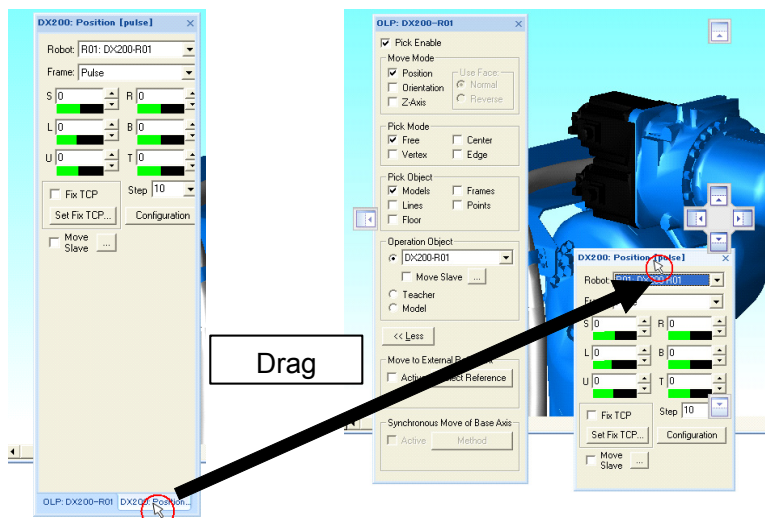 DX200: Position [pulse]
Robot: R01: DX200-R01
Frame: Pulse
S 0 R 0
L 0 B 0
U 0 T 0
Fix TCP Step 10
Set Fix TCP... Configuration
Move
Slave ...
OLP: DX200-R01 DX200: Position...
Drag
OLP: DX200-R01
Pick Enable
Move Mode
Position Use Face:
Orientation Normal
Z-Axis Reverse
Pick Mode
Free Center
Vertex Edge
Pick Object
Models Frames
Lines Points
Floor
Operation Object
DX200-R01
Move Slave ...
Teacher
Model
<< Less
Move to External
Active Reference
Synchronous Move of Base Axis
Active Method
DX200: Position [pulse]
Robot: R01: DX200-R01
S 0 R 0
L 0 B 0
U 0 T 0
Fix TCP Step 10
Set Fix TCP... Configuration
Move
Slave ...